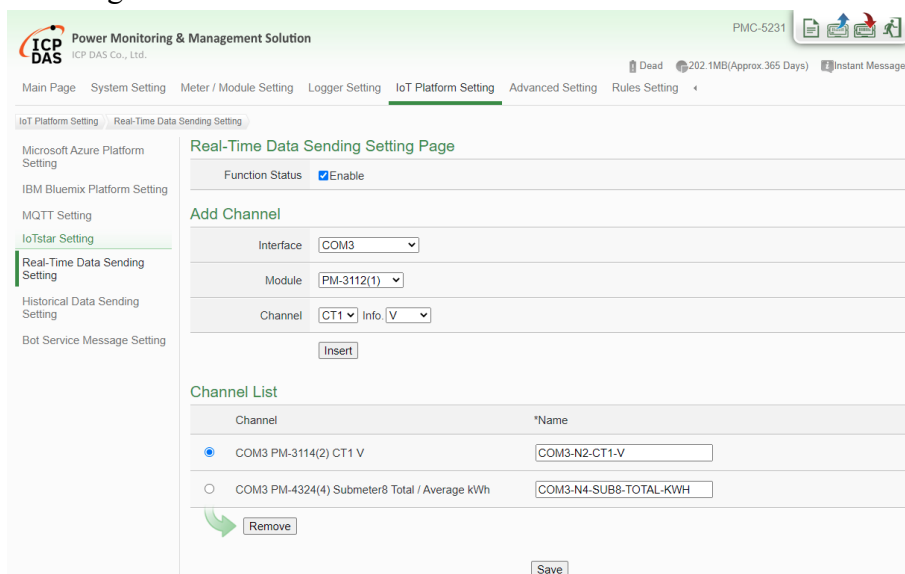 PMC-5231
ICP DAS
Power Monitoring & Management Solution
ICP DAS Co., Ltd.
Dead 202.1MB(Approx.365 Days) Instant Message
Main Page System Setting Meter / Module Setting Logger Setting IoT Platform Setting Advanced Setting Rules Setting
IoT Platform Setting Real-Time Data Sending Setting
Microsoft Azure Platform
Setting
IBM Bluemix Platform Setting
MQTT Setting
IoTstar Setting
Real-Time Data Sending
Setting
Historical Data Sending
Setting
Bot Service Message Setting
Real-Time Data Sending Setting Page
Function Status Enable
Add Channel
Interface COM3
Module PM-3112(1)
Channel CT1 Info. V
Insert
Channel List
Channel *Name
COM3 PM-3114(2) CT1 V COM3-N2-CT1-V
COM3 PM-4324(4) Submeter8 Total / Average kWh COM3-N4-SUB8-TOTAL-KWH
Remove
Save